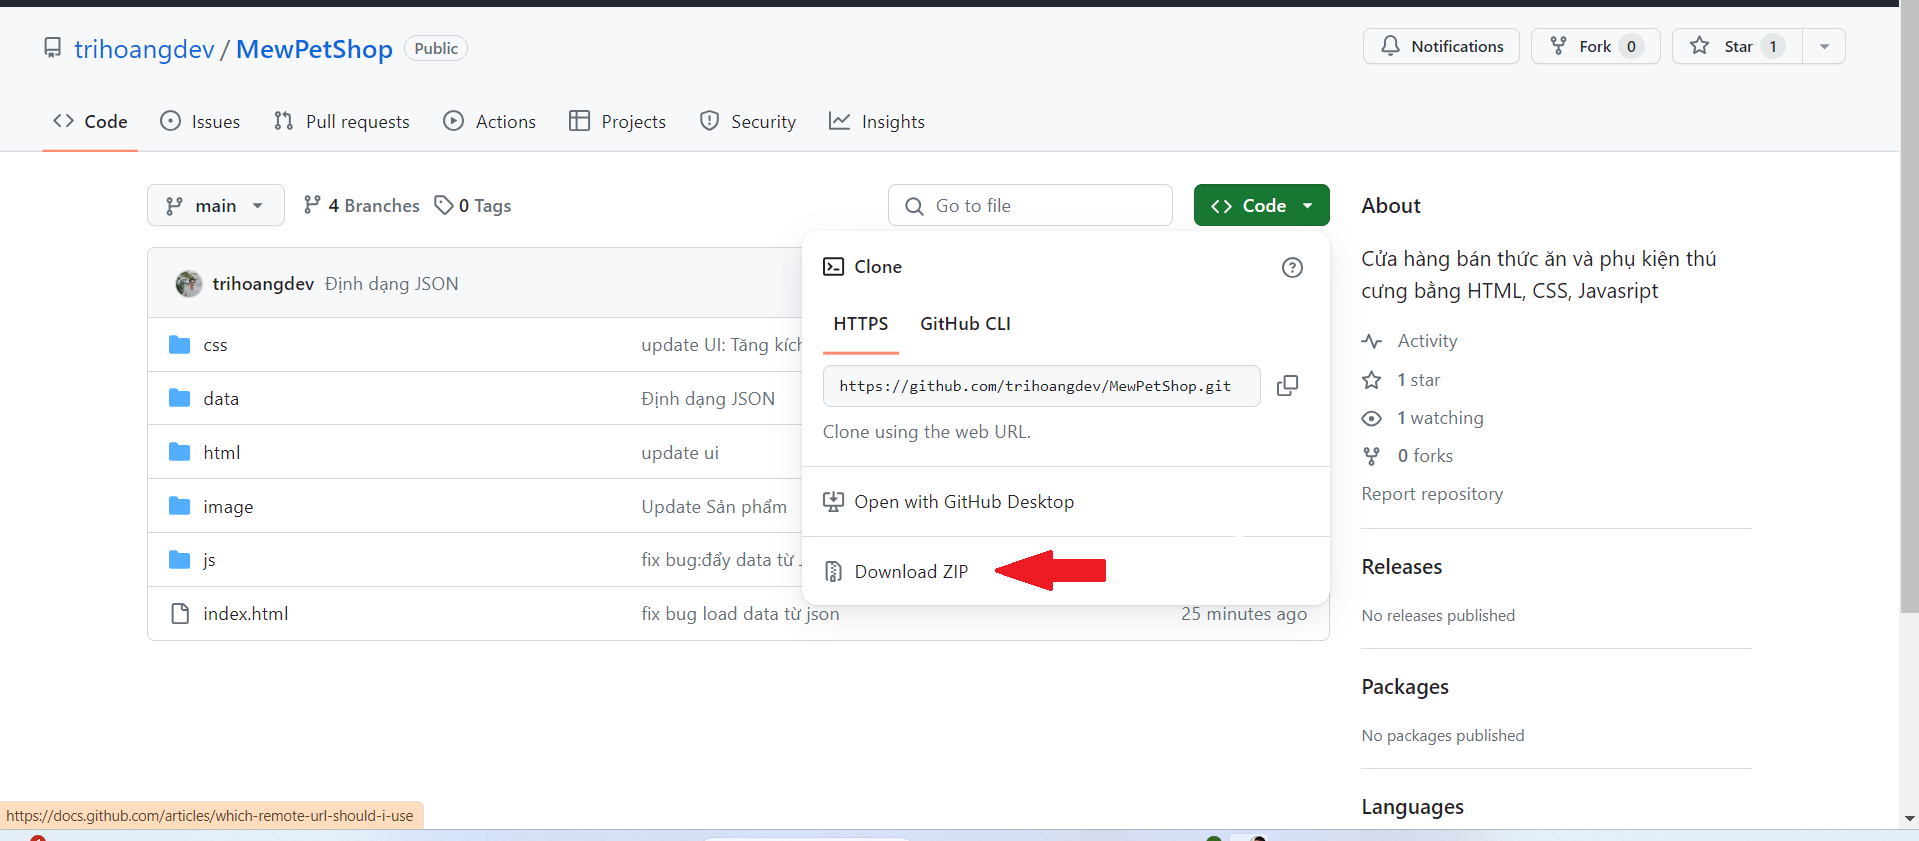 trihoangdev / MewPetShop Public
Notifications Fork 0 Star 1
Code Issues Pull requests Actions Projects Security Insights
main 4 Branches 0 Tags Go to file Code
trihoangdev Định dạng JSON
css update UI: Tăng
data Định dạng JSON
html update ui
image Update Sản phẩm
js fix bug:đẩy data từ
index.html fix bug load data từ json 25 minutes ago
Clone
HTTPS GitHub CLI
https://github.com/trihoangdev/MewPetShop.git
Clone using the web URL.
Open with GitHub Desktop
Download ZIP
About
Cửa hàng bán thức ăn và phụ kiện thú
cưng bằng HTML, CSS, Javasript
Activity
1 star
1 watching
0 forks
Report repository
Releases
No releases published
Packages
No packages published
Languages
https://docs.github.com/articles/which-remote-url-should-i-use